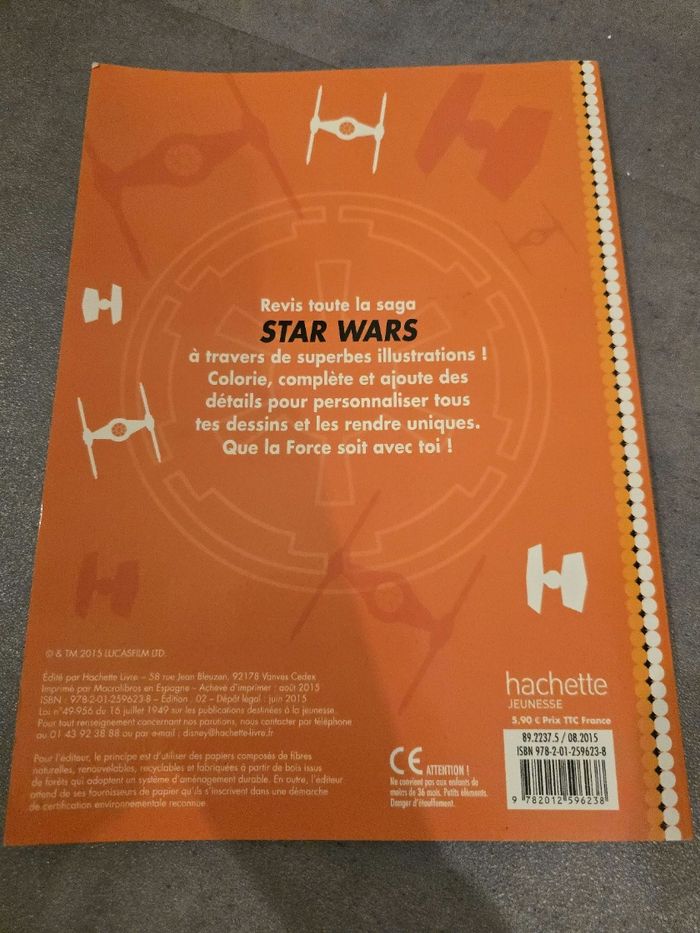 Revis toute la saga
STAR WARS
à travers de superbes illustrations !
Colorie, complète et ajoute des
détails pour personnaliser tous
tes dessins et les rendre uniques.
Que la Force soit avec toi !
© & TM 2015 LUCASFILM LTD.
Édité par Hachette Livre – 58 rue Jean Bleuzen, 92178 Vanves Cedex
Imprimé par Macrolibros en Espagne – Achevé d'imprimer : août 2015
ISBN : 978-2-01-259623-8 – Édition : 02 – Dépôt légal : juin 2015
Loi n°49-956 du 16 juillet 1949 sur les publications destinées à la jeunesse.
Pour tout renseignement concernant nos parutions, nous contacter par téléphone
au 01 43 92 38 88 ou par e-mail : disney@hachette-livre.fr
Pour l'éditeur, le principe est d'utiliser des papiers composés de fibres
naturelles, renouvelables, recyclables et fabriquées à partir de bois issus
de forêts qui adoptent un système d'aménagement durable. En outre, l'éditeur
attend de ses fournisseurs de papier qu'ils s'inscrivent dans une démarche
de certification environnementale reconnue.
CE ATTENTION !
Ne convient pas aux enfants de
moins de 36 mois. Petits éléments.
Danger d'étouffement.
hachette
JEUNESSE
5,90 € Prix TTC France
89.2237.5 / 08.2015
ISBN 978-2-01-259623-8
9 782012 596238